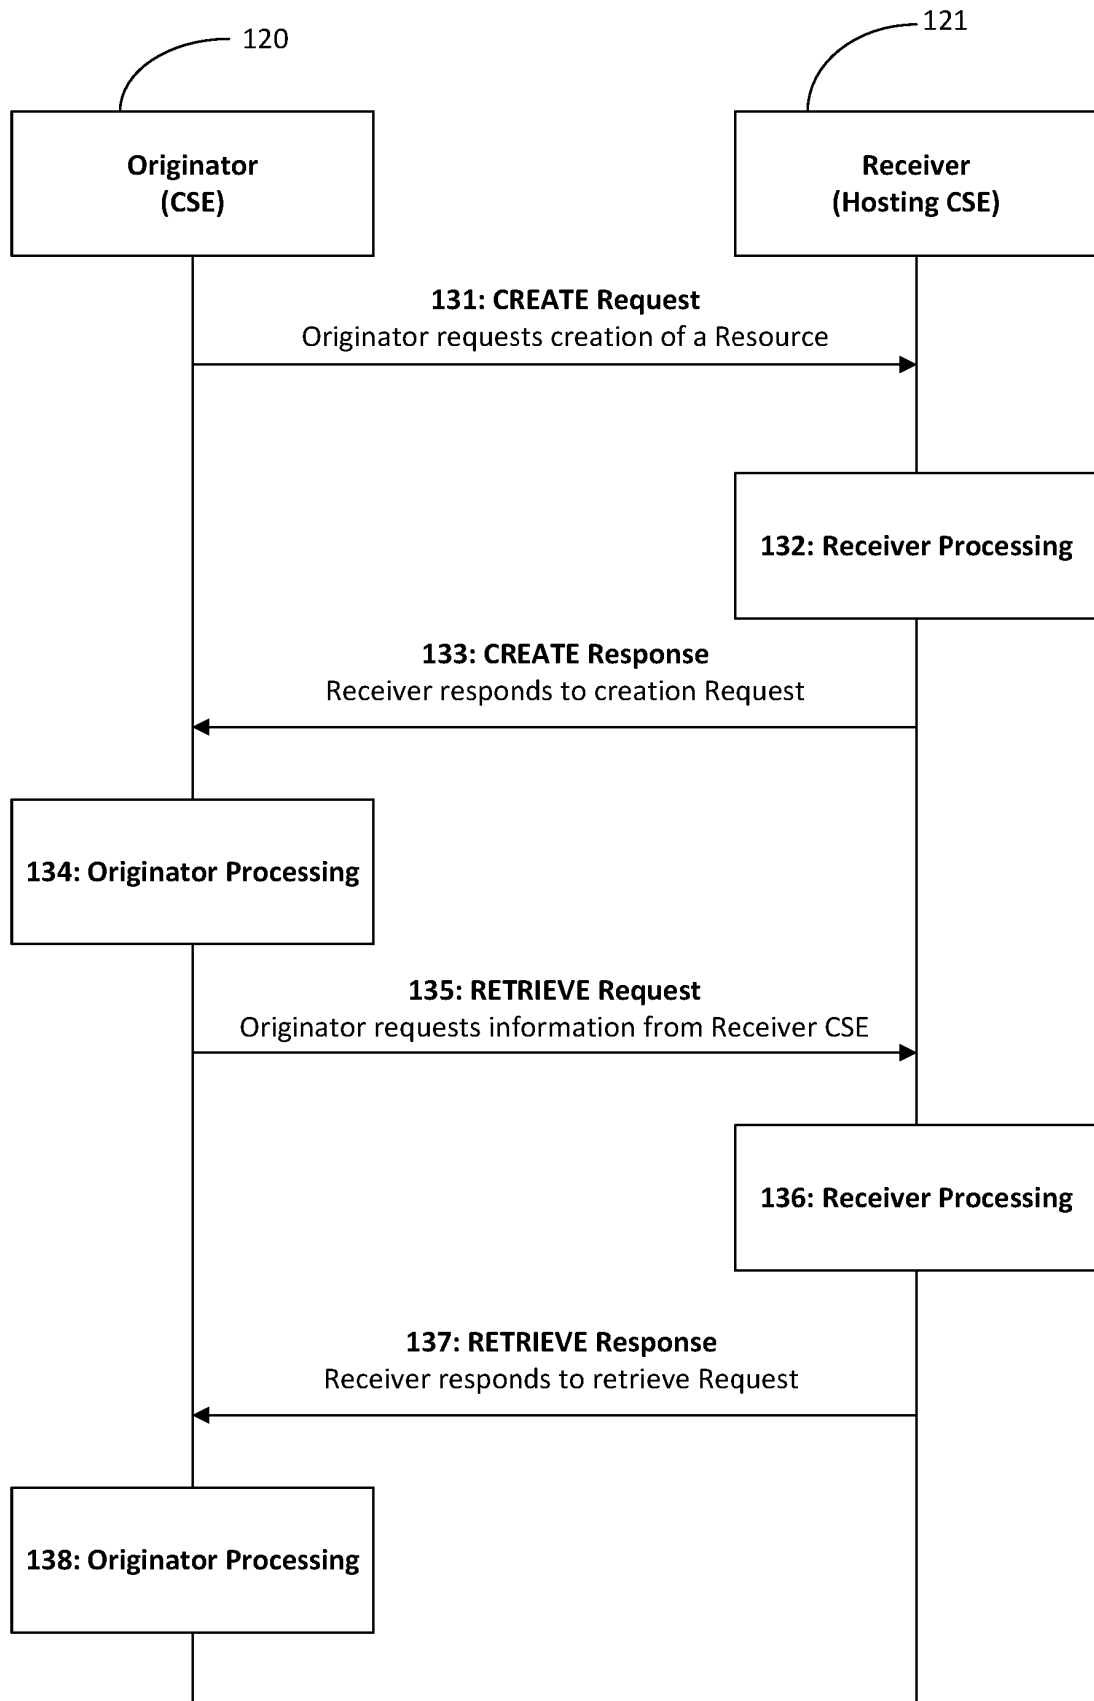 120
121
Originator
(CSE)
Receiver
(Hosting CSE)
131: CREATE Request
Originator requests creation of a Resource
132: Receiver Processing
133: CREATE Response
Receiver responds to creation Request
134: Originator Processing
135: RETRIEVE Request
Originator requests information from Receiver CSE
136: Receiver Processing
137: RETRIEVE Response
Receiver responds to retrieve Request
138: Originator Processing